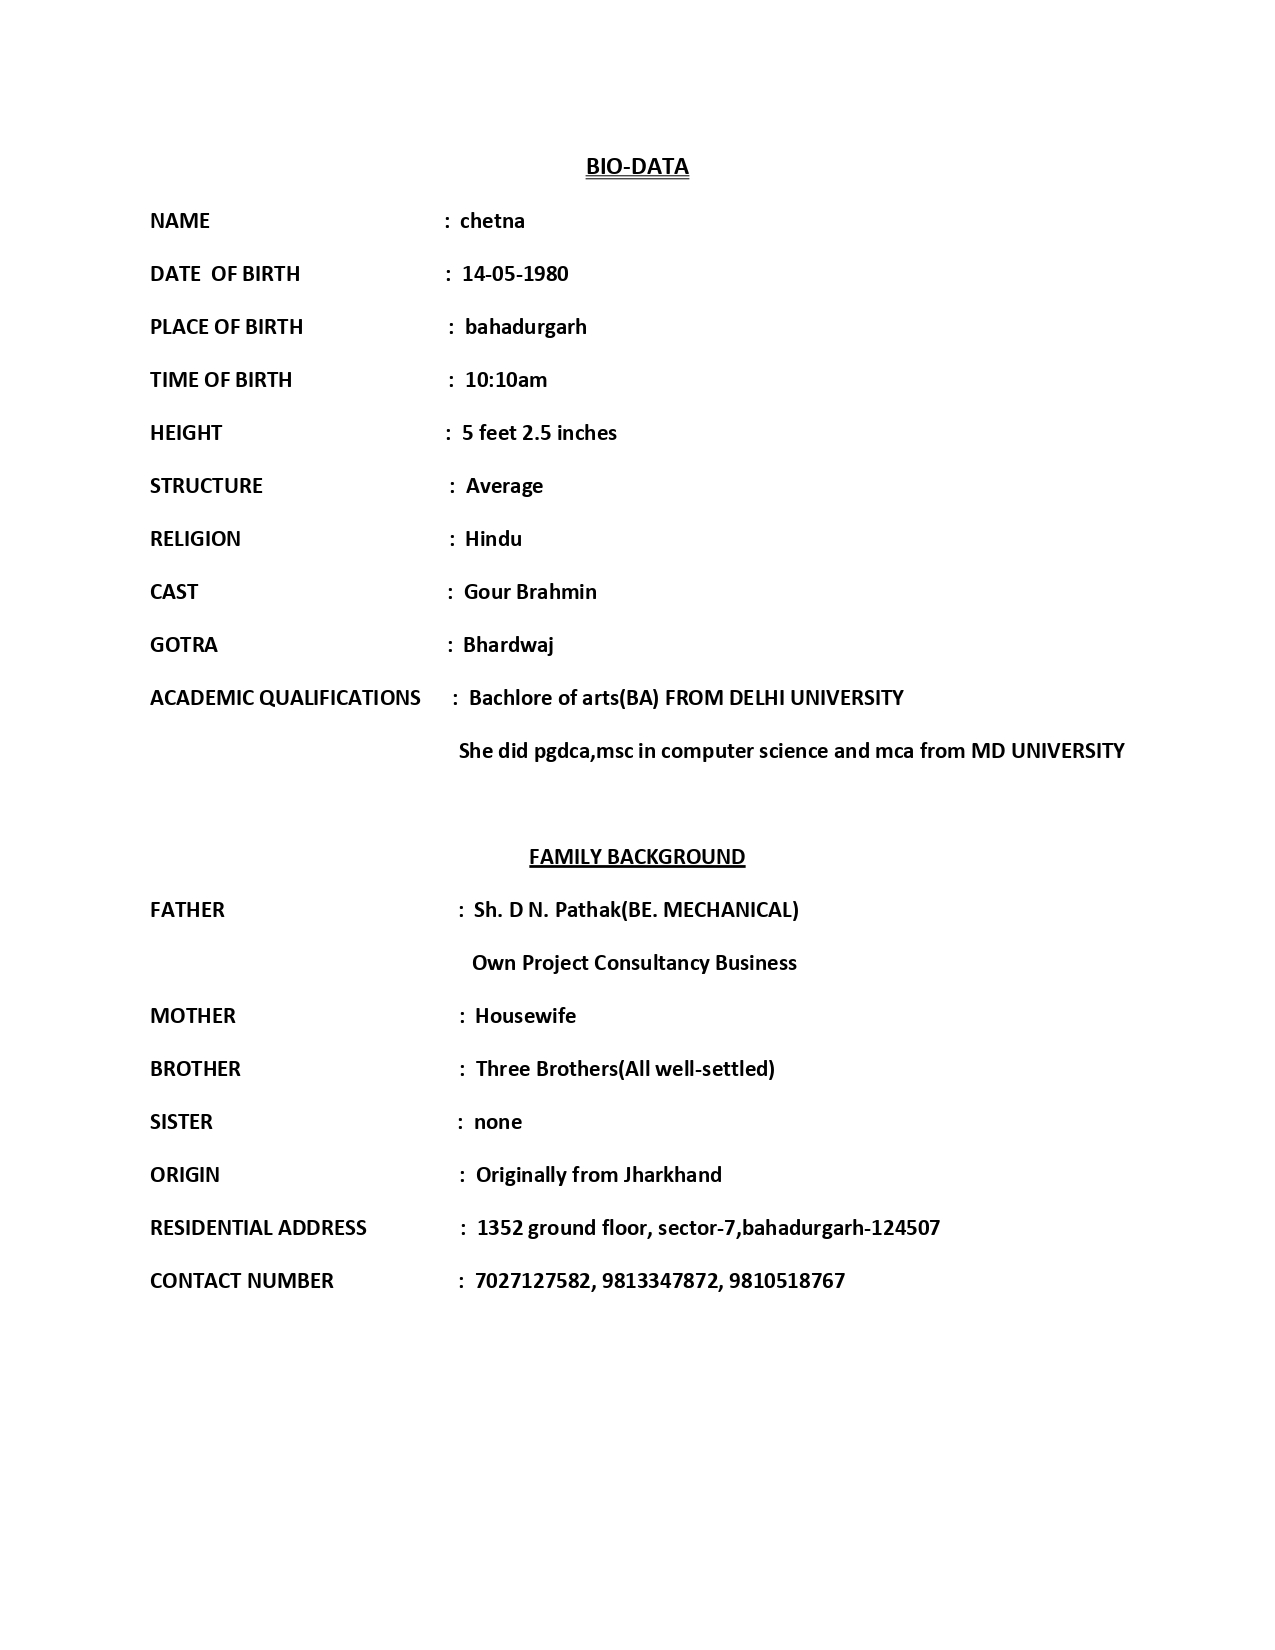 BIO-DATA
NAME : chetna
DATE OF BIRTH : 14-05-1980
PLACE OF BIRTH : bahadurgarh
TIME OF BIRTH : 10:10am
HEIGHT : 5 feet 2.5 inches
STRUCTURE : Average
RELIGION : Hindu
CAST : Gour Brahmin
GOTRA : Bhardwaj
ACADEMIC QUALIFICATIONS : Bachlore of arts(BA) FROM DELHI UNIVERSITY
She did pgdca,msc in computer science and mca from MD UNIVERSITY
FAMILY BACKGROUND
FATHER : Sh. D N. Pathak(BE. MECHANICAL)
Own Project Consultancy Business
MOTHER : Housewife
BROTHER : Three Brothers(All well-settled)
SISTER : none
ORIGIN : Originally from Jharkhand
RESIDENTIAL ADDRESS : 1352 ground floor, sector-7,bahadurgarh-124507
CONTACT NUMBER : 7027127582, 9813347872, 9810518767